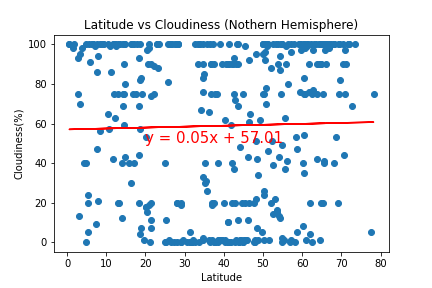 Latitude vs Cloudiness (Nothern Hemisphere)
100
80
60
40
20
0
Cloudiness(%)
y = 0.05x + 57.01
0 10 20 30 40 50 60 70 80
Latitude